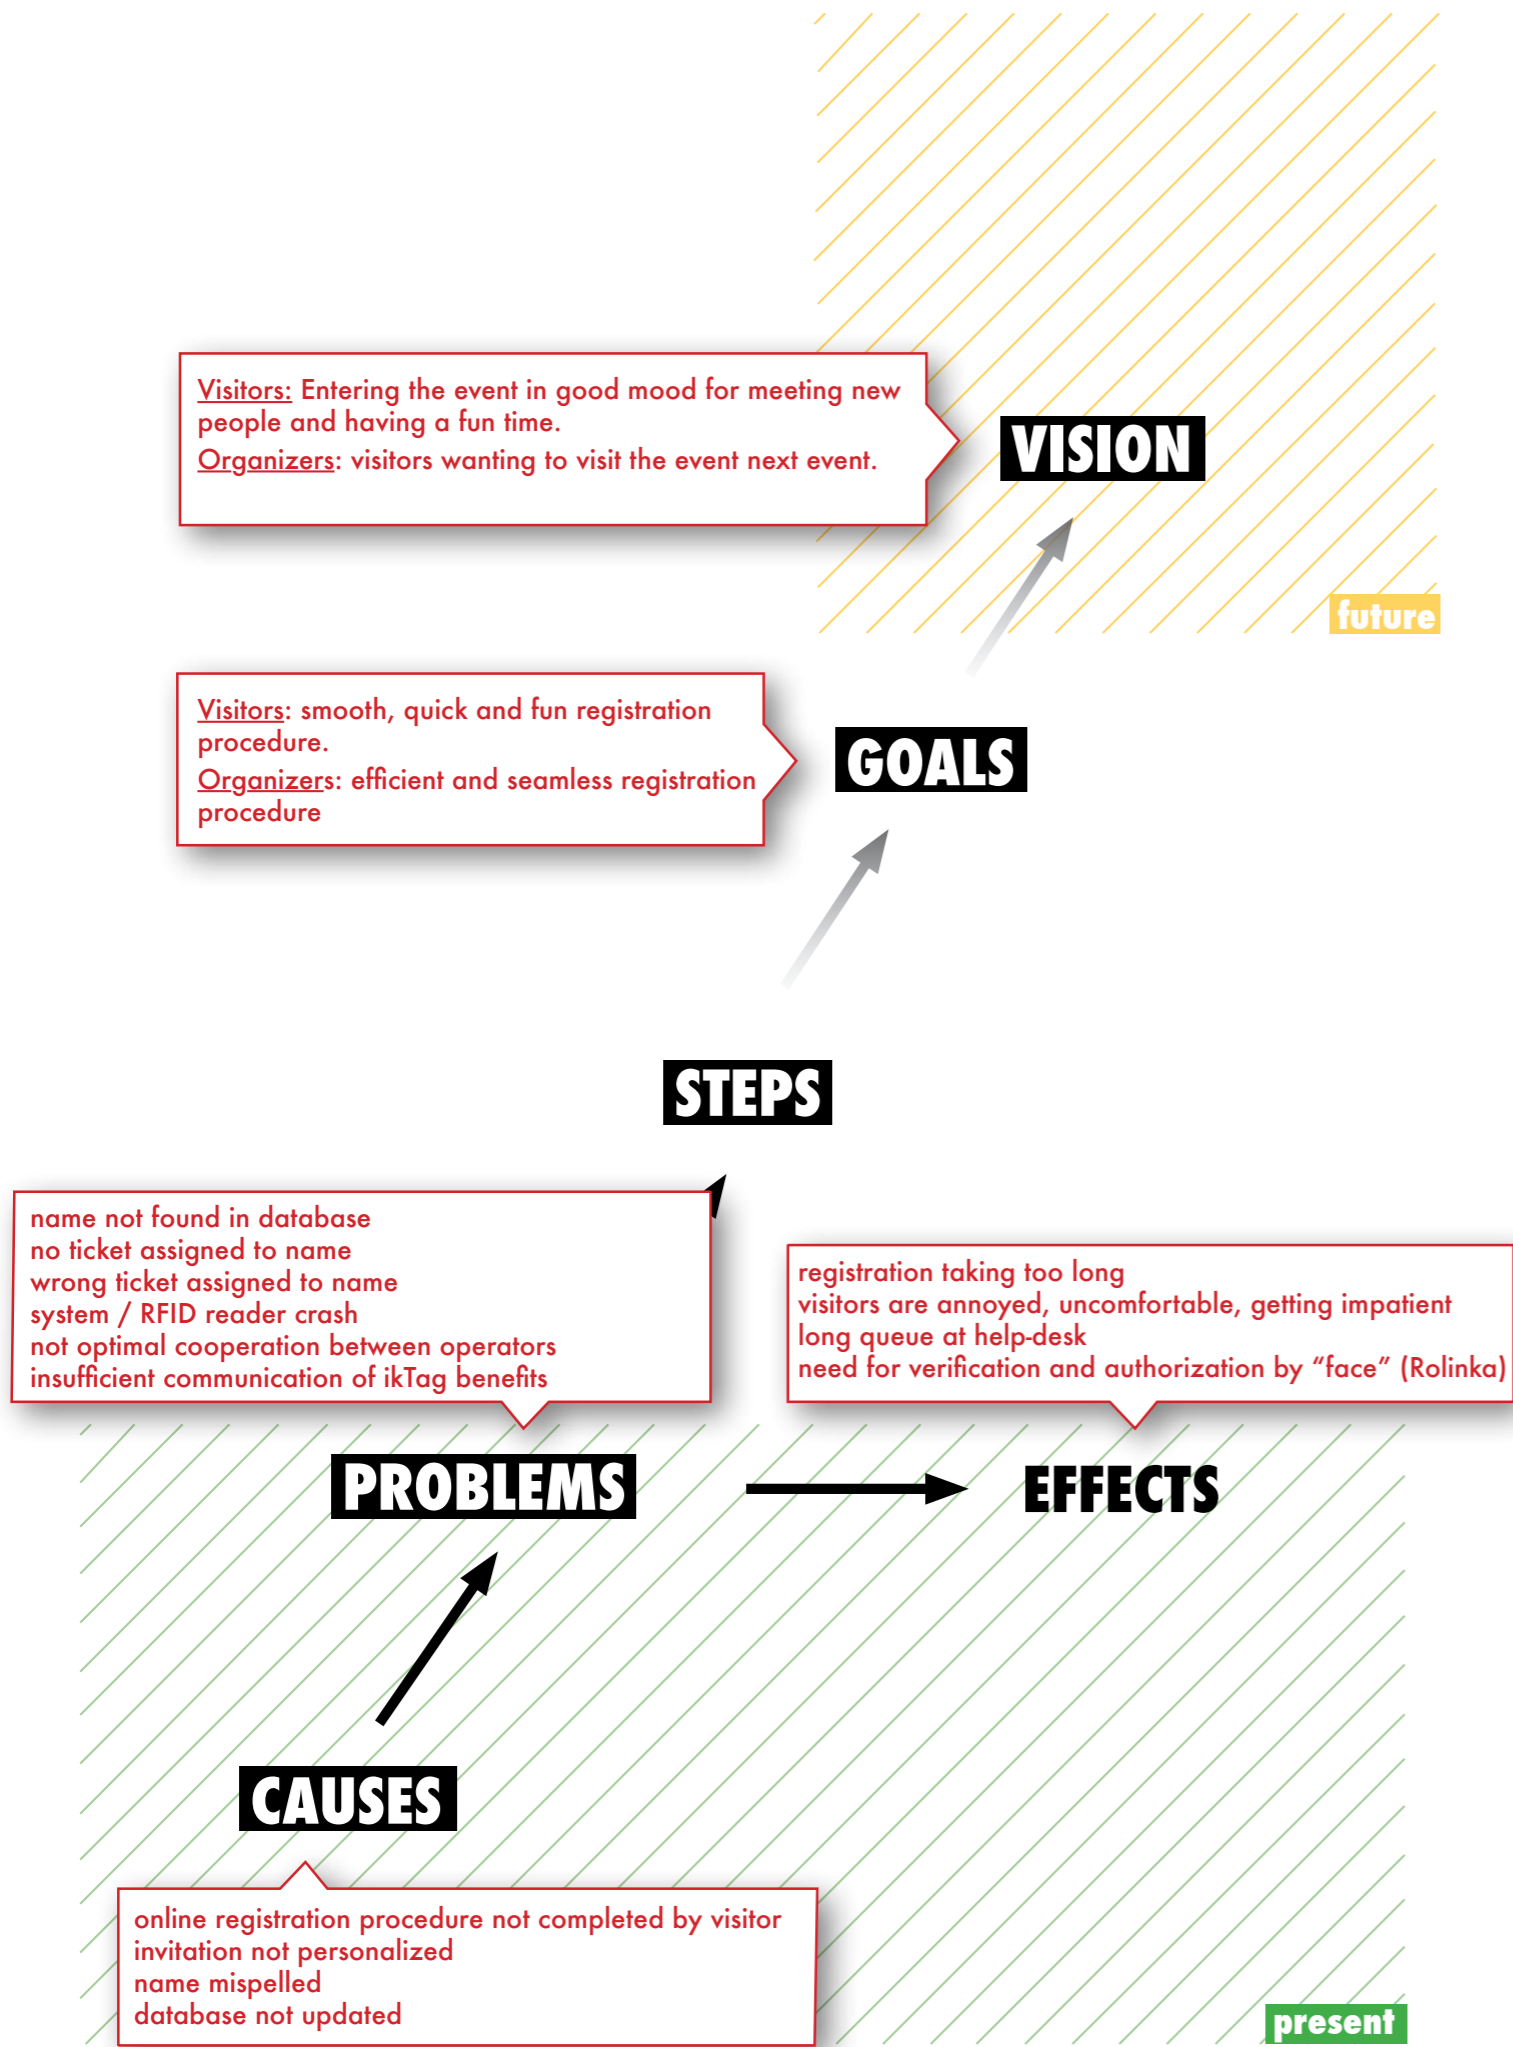 Visitors: Entering the event in good mood for meeting new
people and having a fun time.
Organizers: visitors wanting to visit the event next event.
VISION
future
Visitors: smooth, quick and fun registration
procedure.
Organizers: efficient and seamless registration
procedure
GOALS
STEPS
name not found in database
no ticket assigned to name
wrong ticket assigned to name
system / RFID reader crash
not optimal cooperation between operators
insufficient communication of ikTag benefits
registration taking too long
visitors are annoyed, uncomfortable, getting impatient
long queue at help-desk
need for verification and authorization by “face” (Rolinka)
PROBLEMS
EFFECTS
CAUSES
online registration procedure not completed by visitor
invitation not personalized
name mispelled
database not updated
present